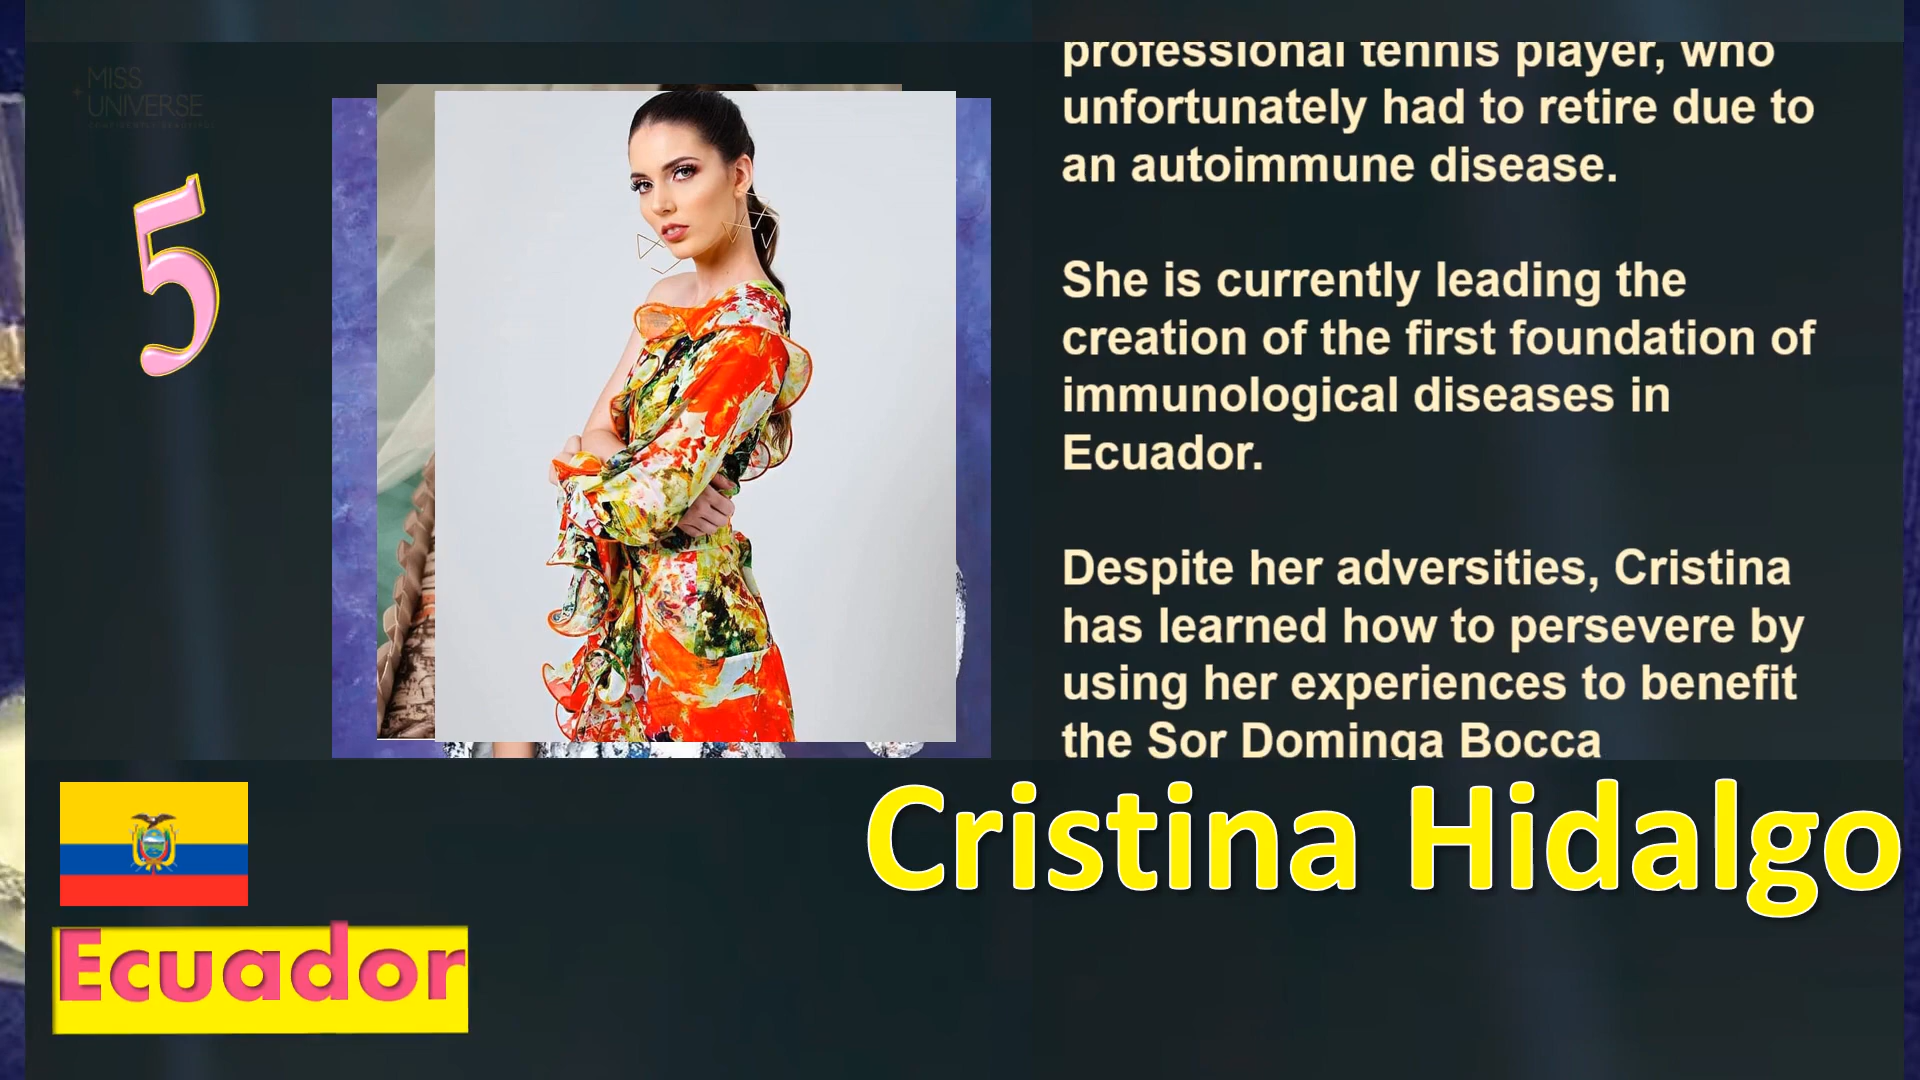 MISS
UNIVERSE
5
professional tennis player, who
unfortunately had to retire due to
an autoimmune disease.
She is currently leading the
creation of the first foundation of
immunological diseases in
Ecuador.
Despite her adversities, Cristina
has learned how to persevere by
using her experiences to benefit
the Sor Dominga Bocca
Cristina Hidalgo
Ecuador